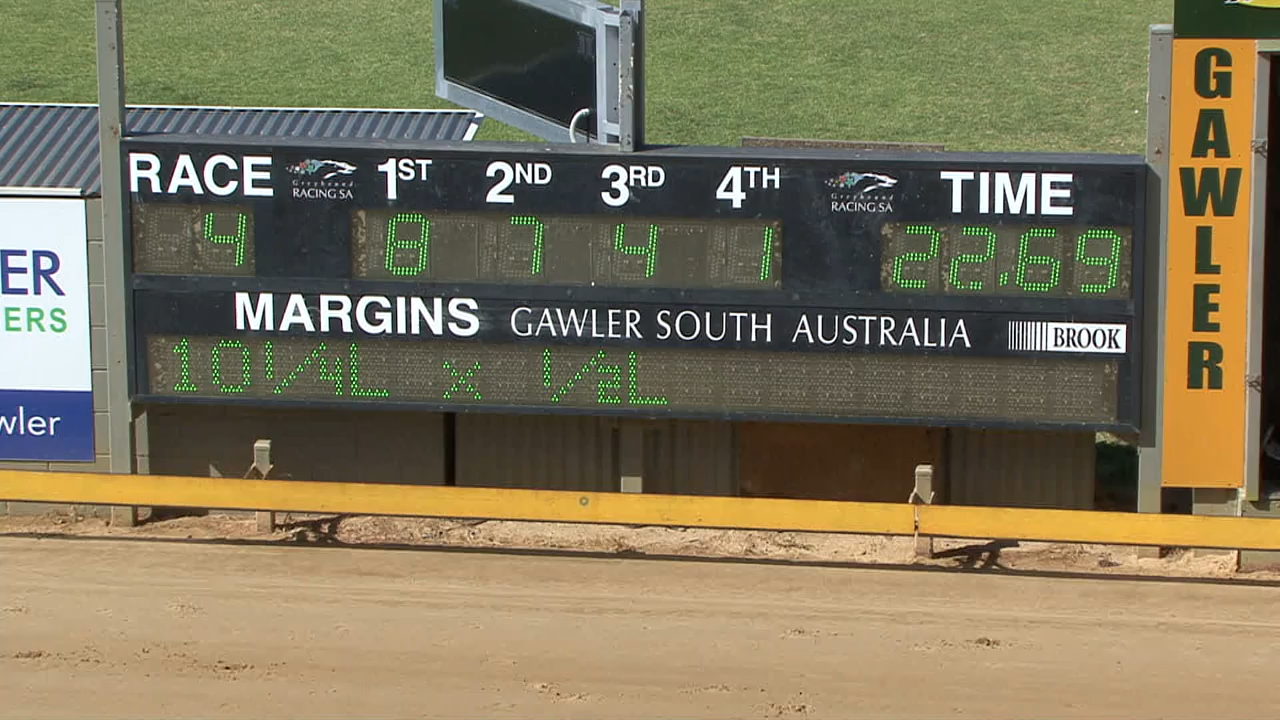 RACE 1ST 2ND 3RD 4TH TIME
Greyhound RACING SA
Greyhound RACING SA
4 8 7 4 1 22.69
MARGINS GAWLER SOUTH AUSTRALIA BROOK
10 1/4L x 1/2L
ER
ERS
wler
GAWLER